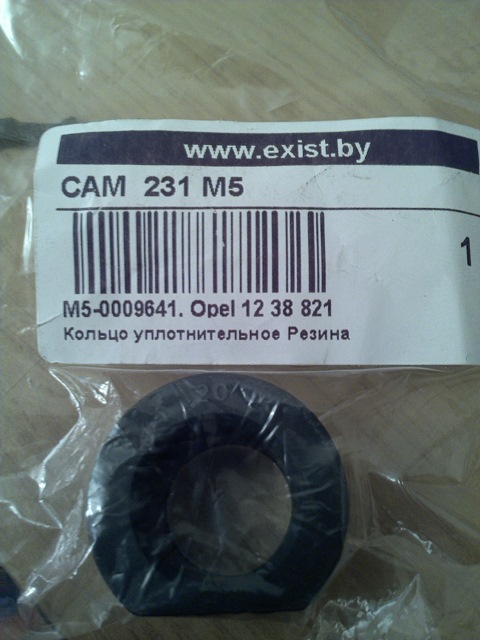 www.exist.by
CAM 231 M5
1
M5-0009641. Opel 12 38 821
Кольцо уплотнительное Резина